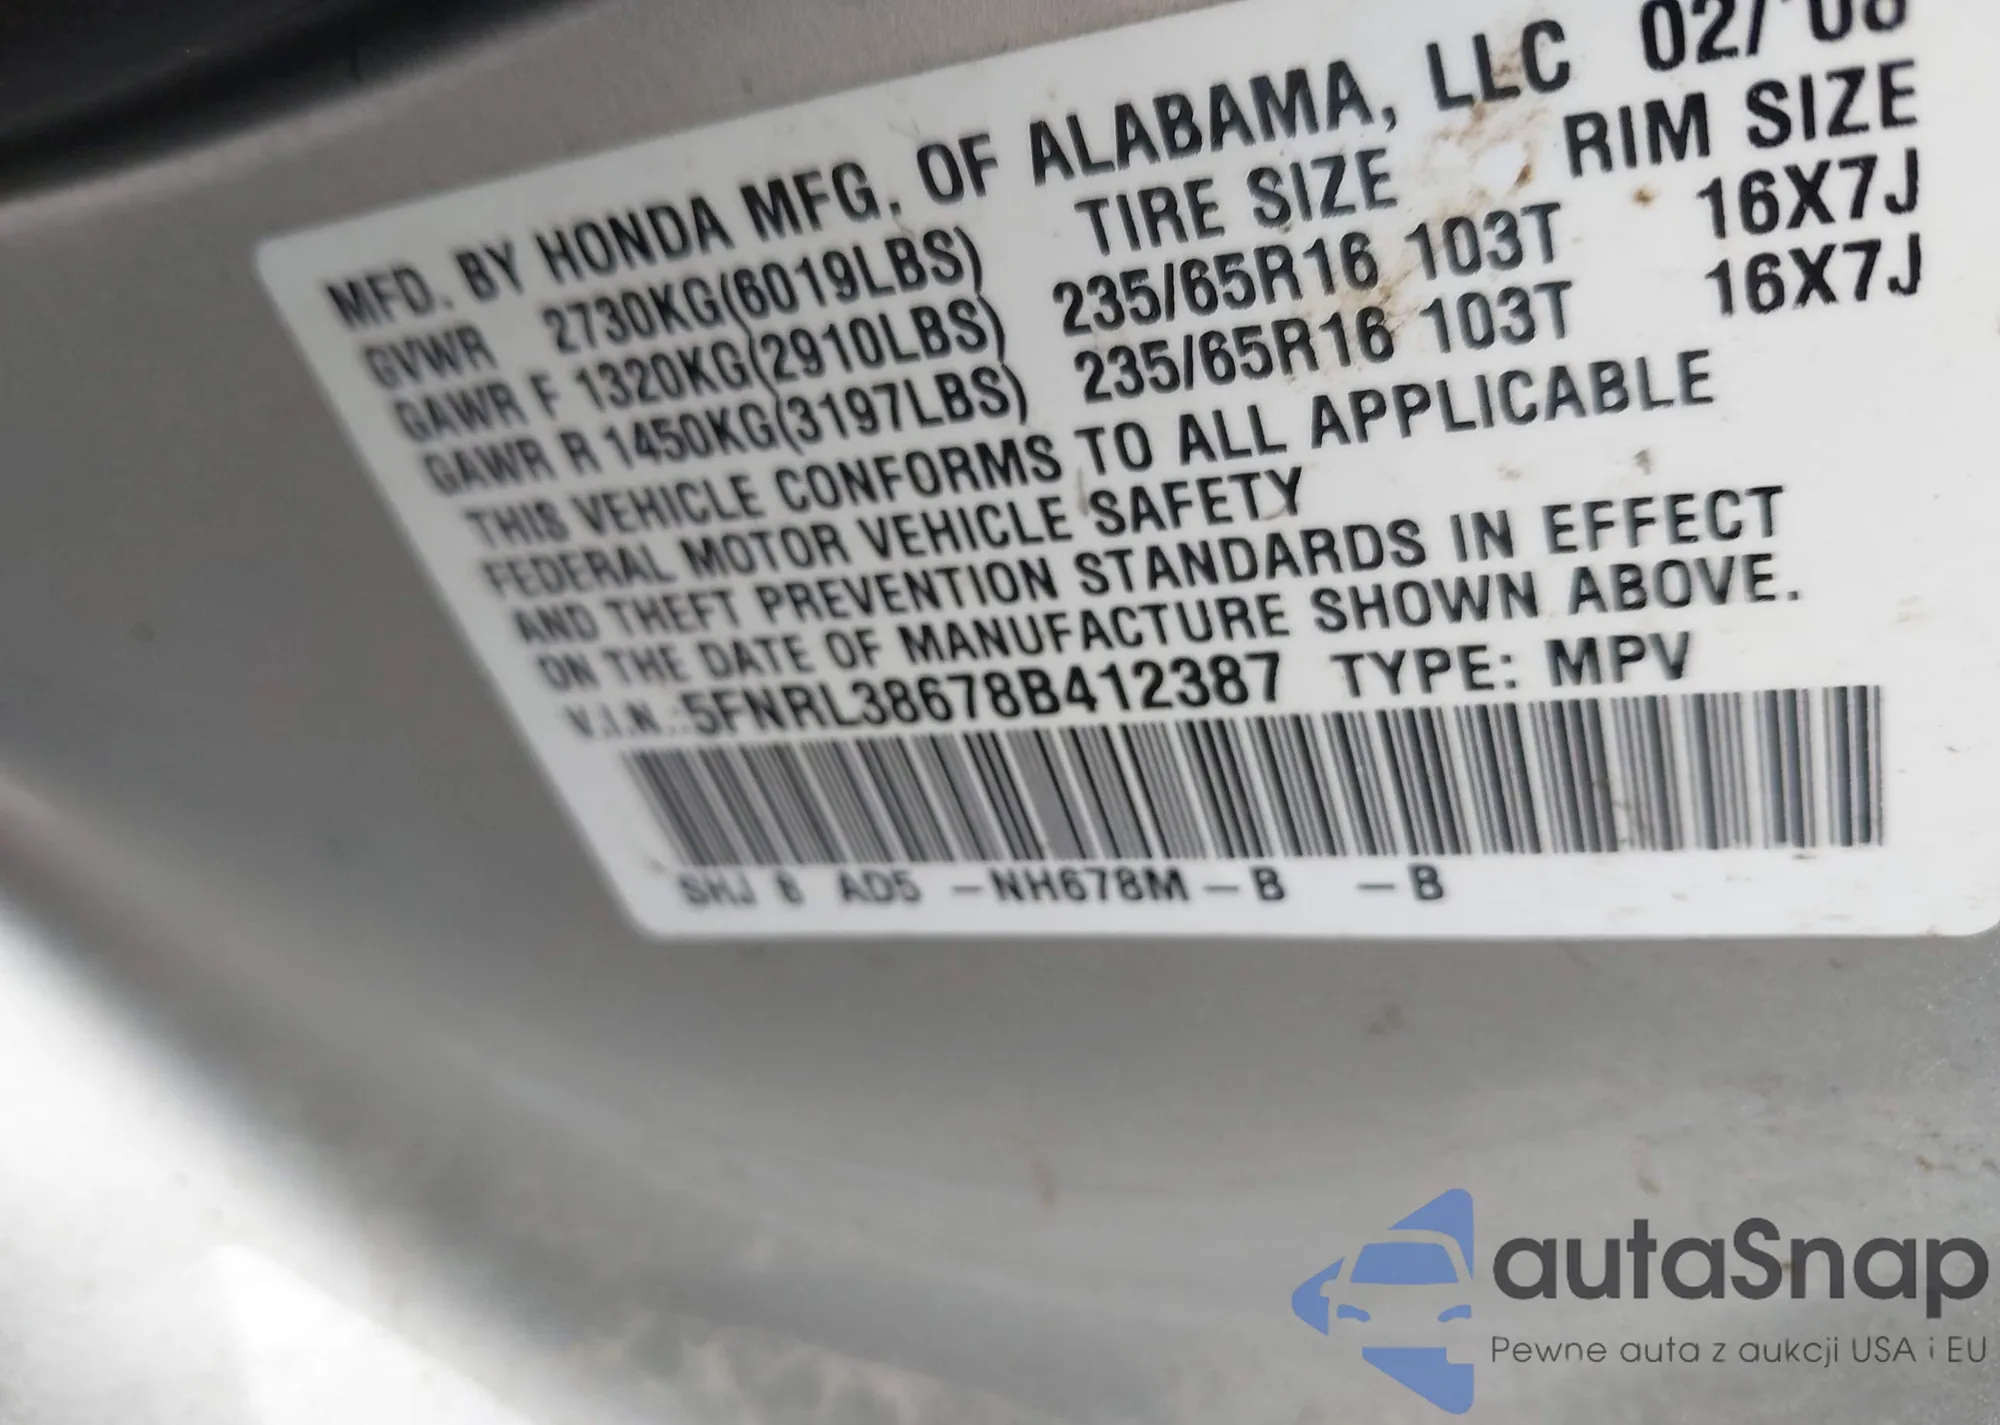 MFD. BY HONDA MFG. OF ALABAMA, LLC 02/'08
GVWR 2730KG(6019LBS) TIRE SIZE RIM SIZE
GAWR F 1320KG(2910LBS) 235/65R16 103T 16X7J
GAWR R 1450KG(3197LBS) 235/65R16 103T 16X7J
THIS VEHICLE CONFORMS TO ALL APPLICABLE
FEDERAL MOTOR VEHICLE SAFETY
AND THEFT PREVENTION STANDARDS IN EFFECT
ON THE DATE OF MANUFACTURE SHOWN ABOVE.
V.I.N.:5FNRL38678B412387 TYPE: MPV
SHJ 8 AD5 -NH678M-B -B
autaSnap
Pewne auta z aukcji USA i EU